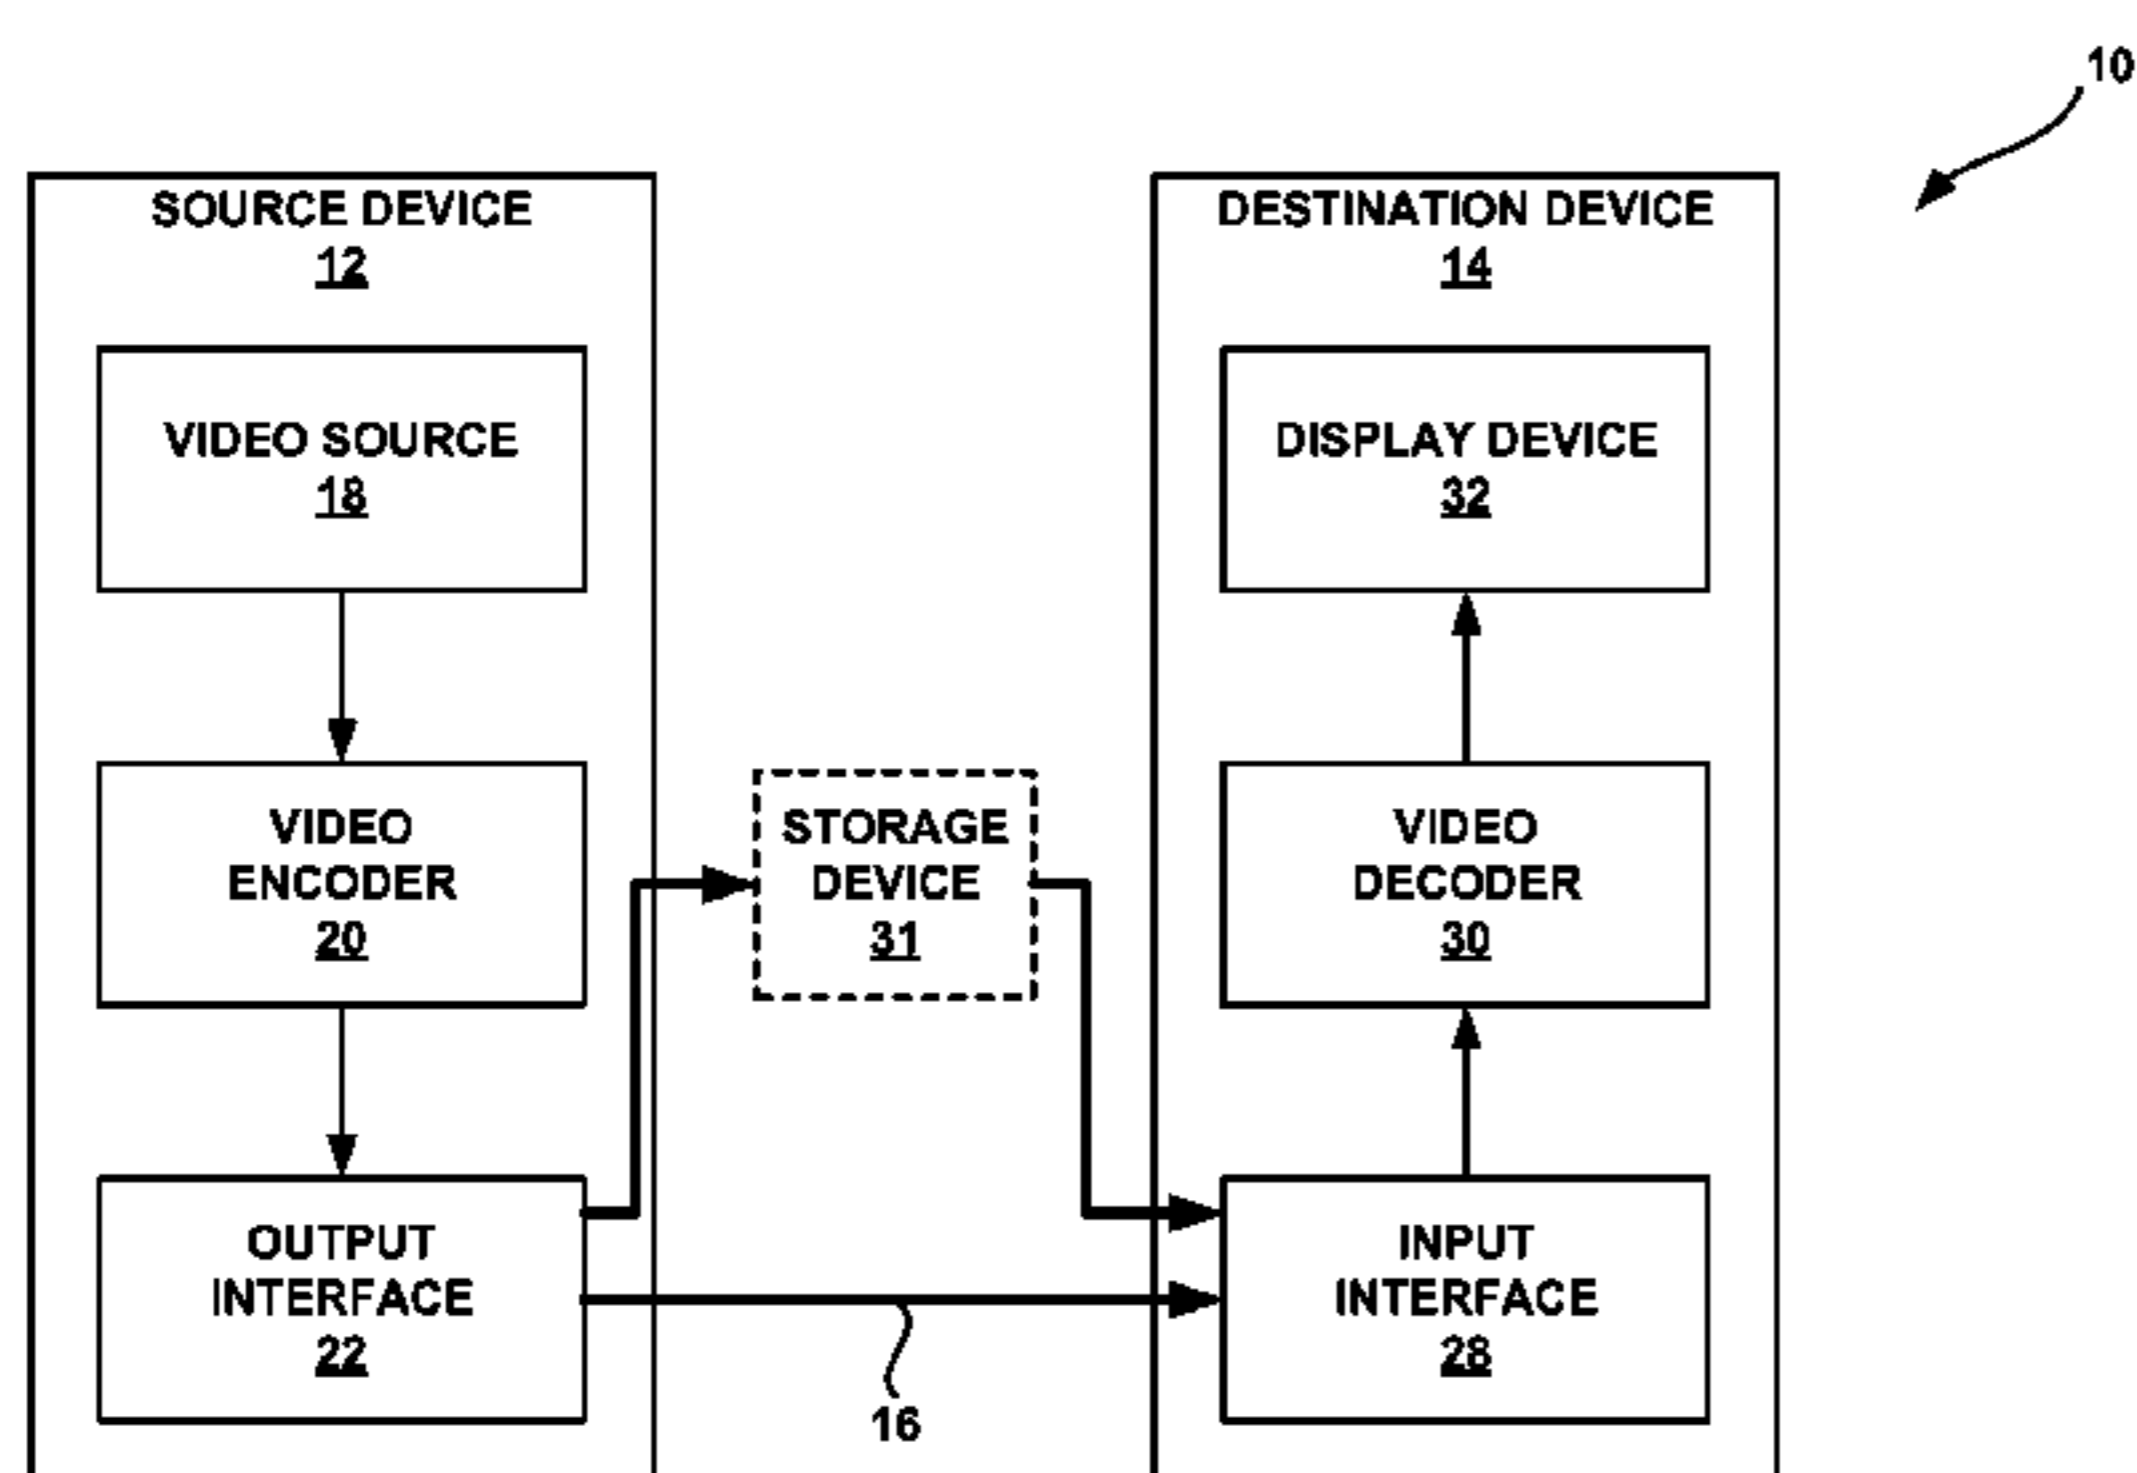 10
SOURCE DEVICE
12
VIDEO SOURCE
18
VIDEO
ENCODER
20
OUTPUT
INTERFACE
22
STORAGE
DEVICE
31
16
DESTINATION DEVICE
14
DISPLAY DEVICE
32
VIDEO
DECODER
30
INPUT
INTERFACE
28